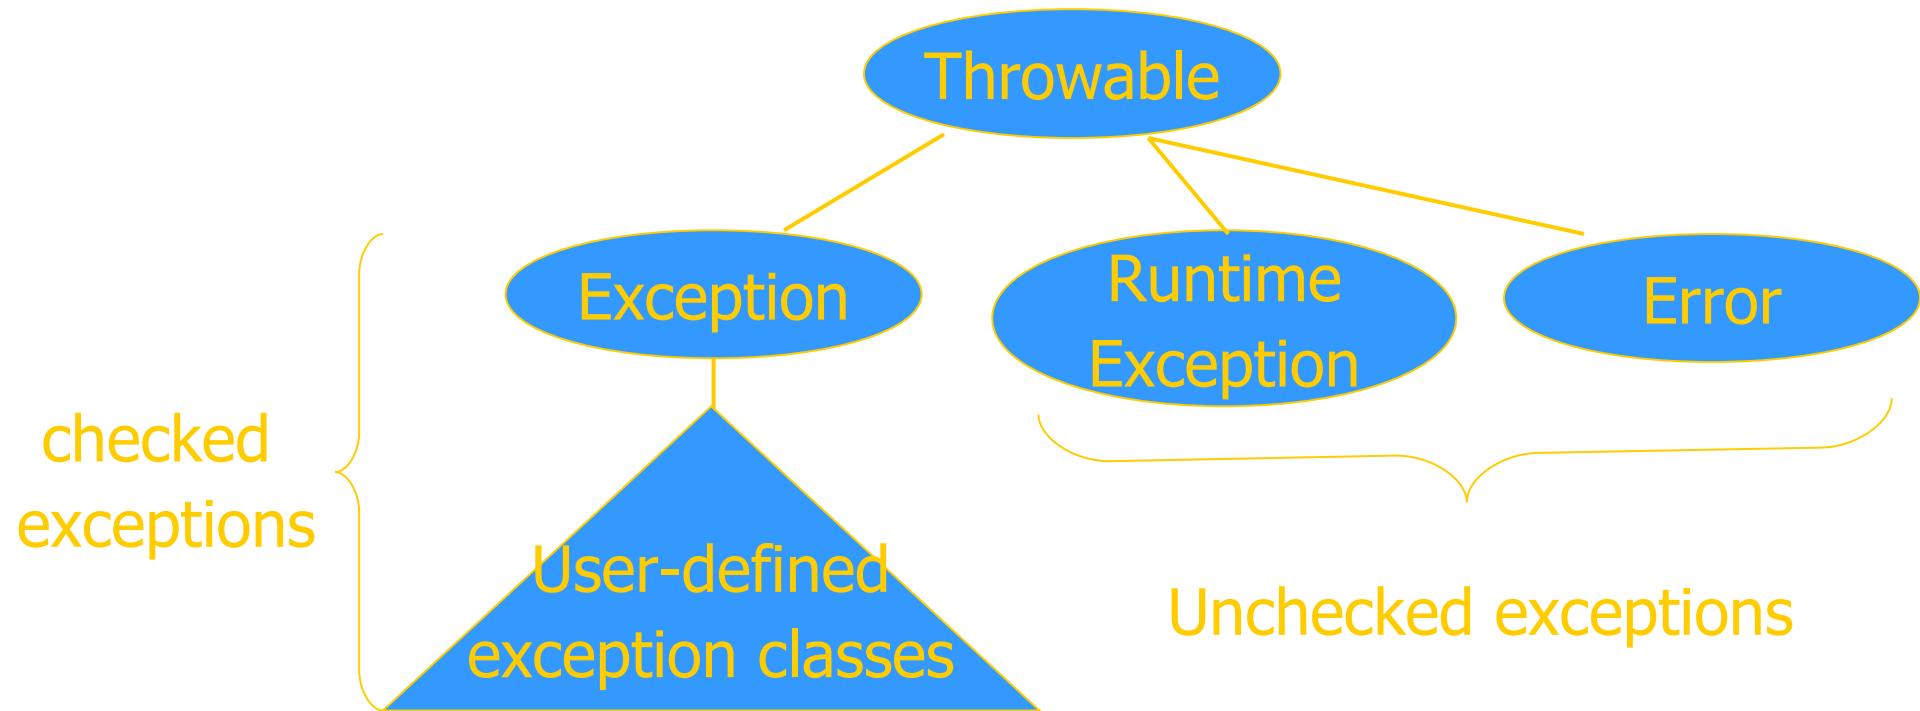 Throwable
Exception
Runtime
Exception
Error
checked
exceptions
User-defined
exception classes
Unchecked exceptions